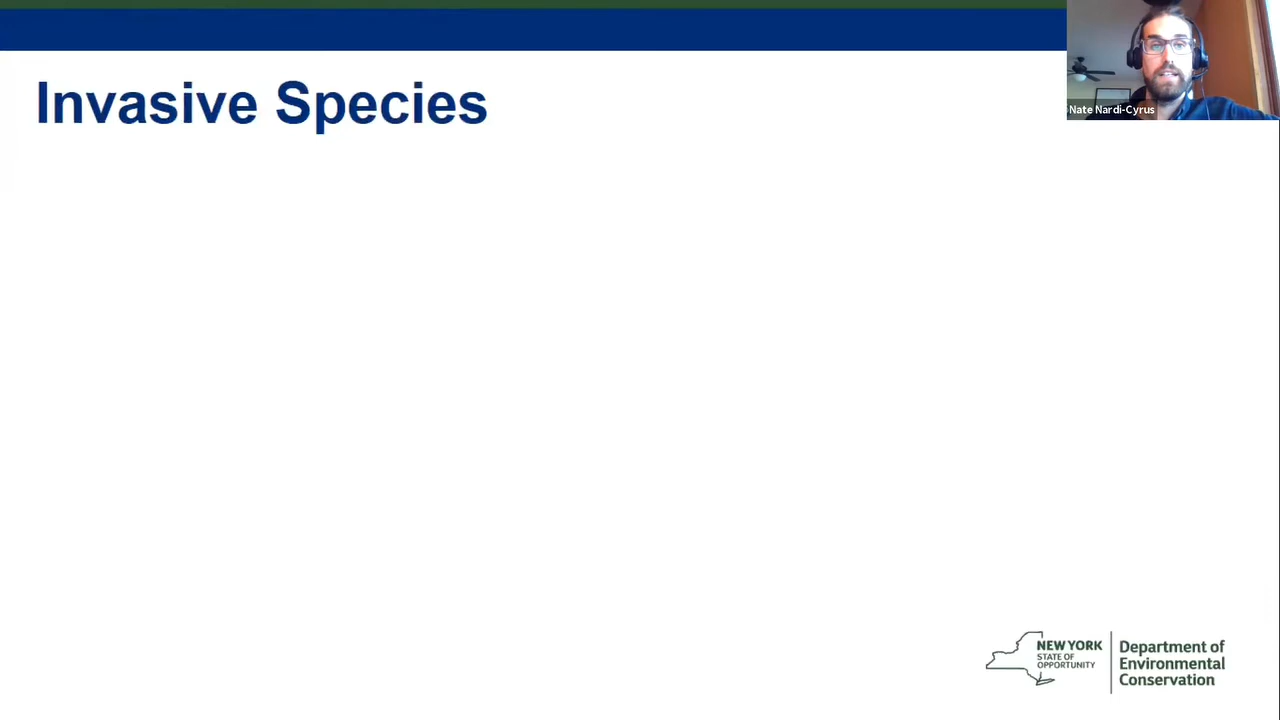 Invasive Species
Nate Nardi-Cyrus
NEW YORK
STATE OF
OPPORTUNITY
Department of
Environmental
Conservation